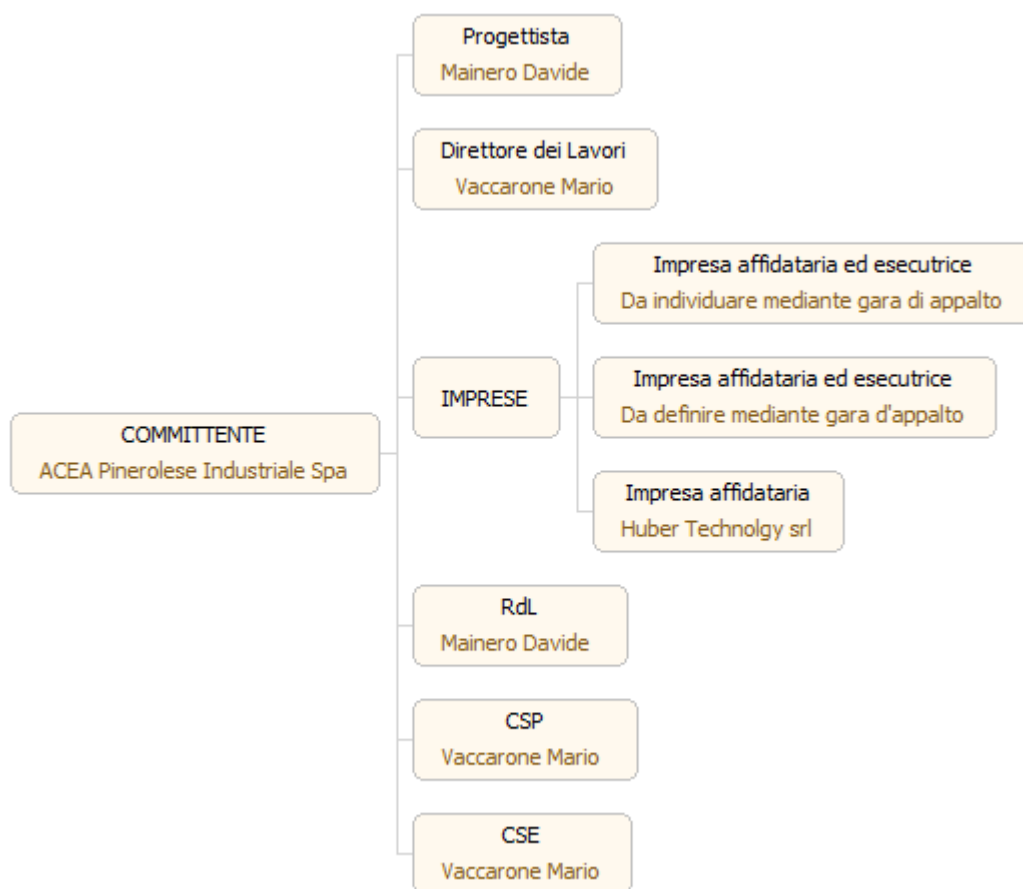 Progettista
Mainero Davide
Direttore dei Lavori
Vaccarone Mario
Impresa affidataria ed esecutrice
Da individuare mediante gara di appalto
IMPRESE
Impresa affidataria ed esecutrice
Da definire mediante gara d'appalto
COMMITTENTE
ACEA Pinerolese Industriale Spa
Impresa affidataria
Huber Technolgy srl
RdL
Mainero Davide
CSP
Vaccarone Mario
CSE
Vaccarone Mario